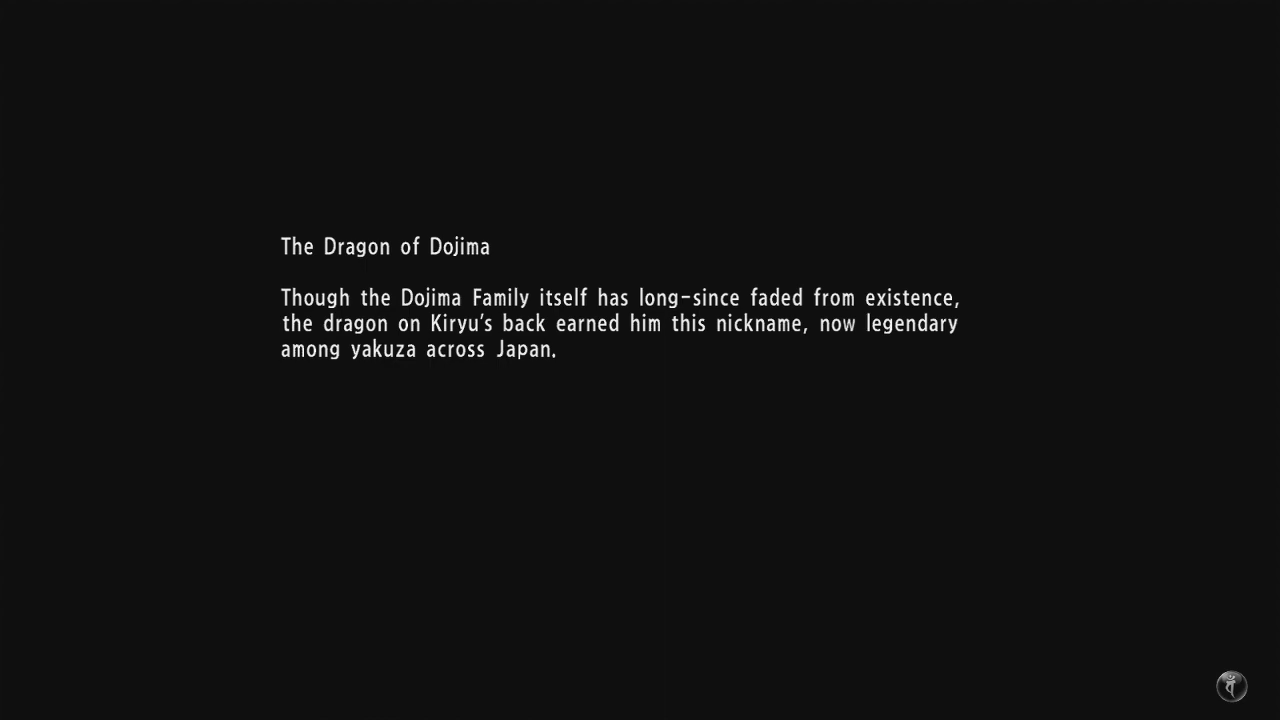 The Dragon of Dojima
Though the Dojima Family itself has long-since faded from existence,
the dragon on Kiryu's back earned him this nickname, now legendary
among yakuza across Japan.